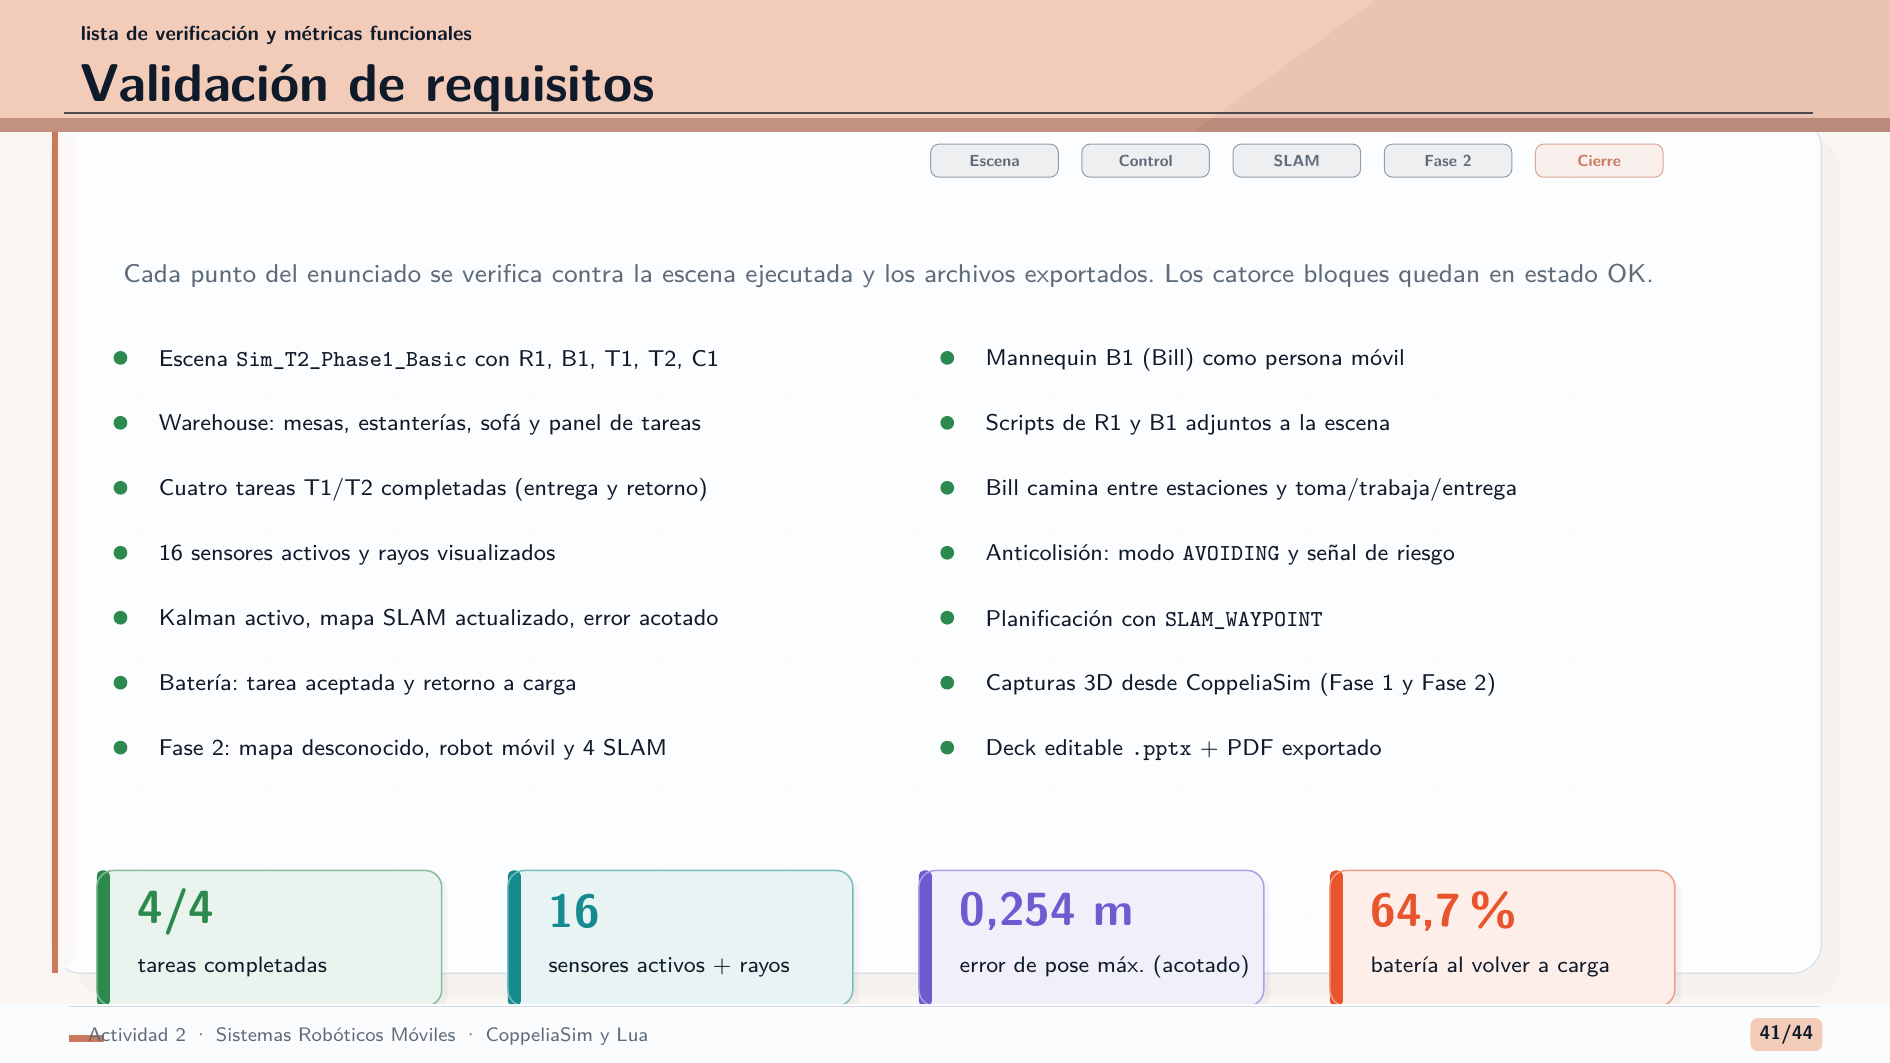 lista de verificación y métricas funcionales
Validación de requisitos
Escena
Control
SLAM
Fase 2
Cierre
Cada punto del enunciado se verifica contra la escena ejecutada y los archivos exportados. Los catorce bloques quedan en estado OK.
Escena Sim_T2_Phase1_Basic con R1, B1, T1, T2, C1
Warehouse: mesas, estanterías, sofá y panel de tareas
Cuatro tareas T1/T2 completadas (entrega y retorno)
16 sensores activos y rayos visualizados
Kalman activo, mapa SLAM actualizado, error acotado
Batería: tarea aceptada y retorno a carga
Fase 2: mapa desconocido, robot móvil y 4 SLAM
Mannequin B1 (Bill) como persona móvil
Scripts de R1 y B1 adjuntos a la escena
Bill camina entre estaciones y toma/trabaja/entrega
Anticolisión: modo AVOIDING y señal de riesgo
Planificación con SLAM_WAYPOINT
Capturas 3D desde CoppeliaSim (Fase 1 y Fase 2)
Deck editable .pptx + PDF exportado
4/4
tareas completadas
16
sensores activos + rayos
0,254 m
error de pose máx. (acotado)
64,7 %
batería al volver a carga
Actividad 2 · Sistemas Robóticos Móviles · CoppeliaSim y Lua
41/44